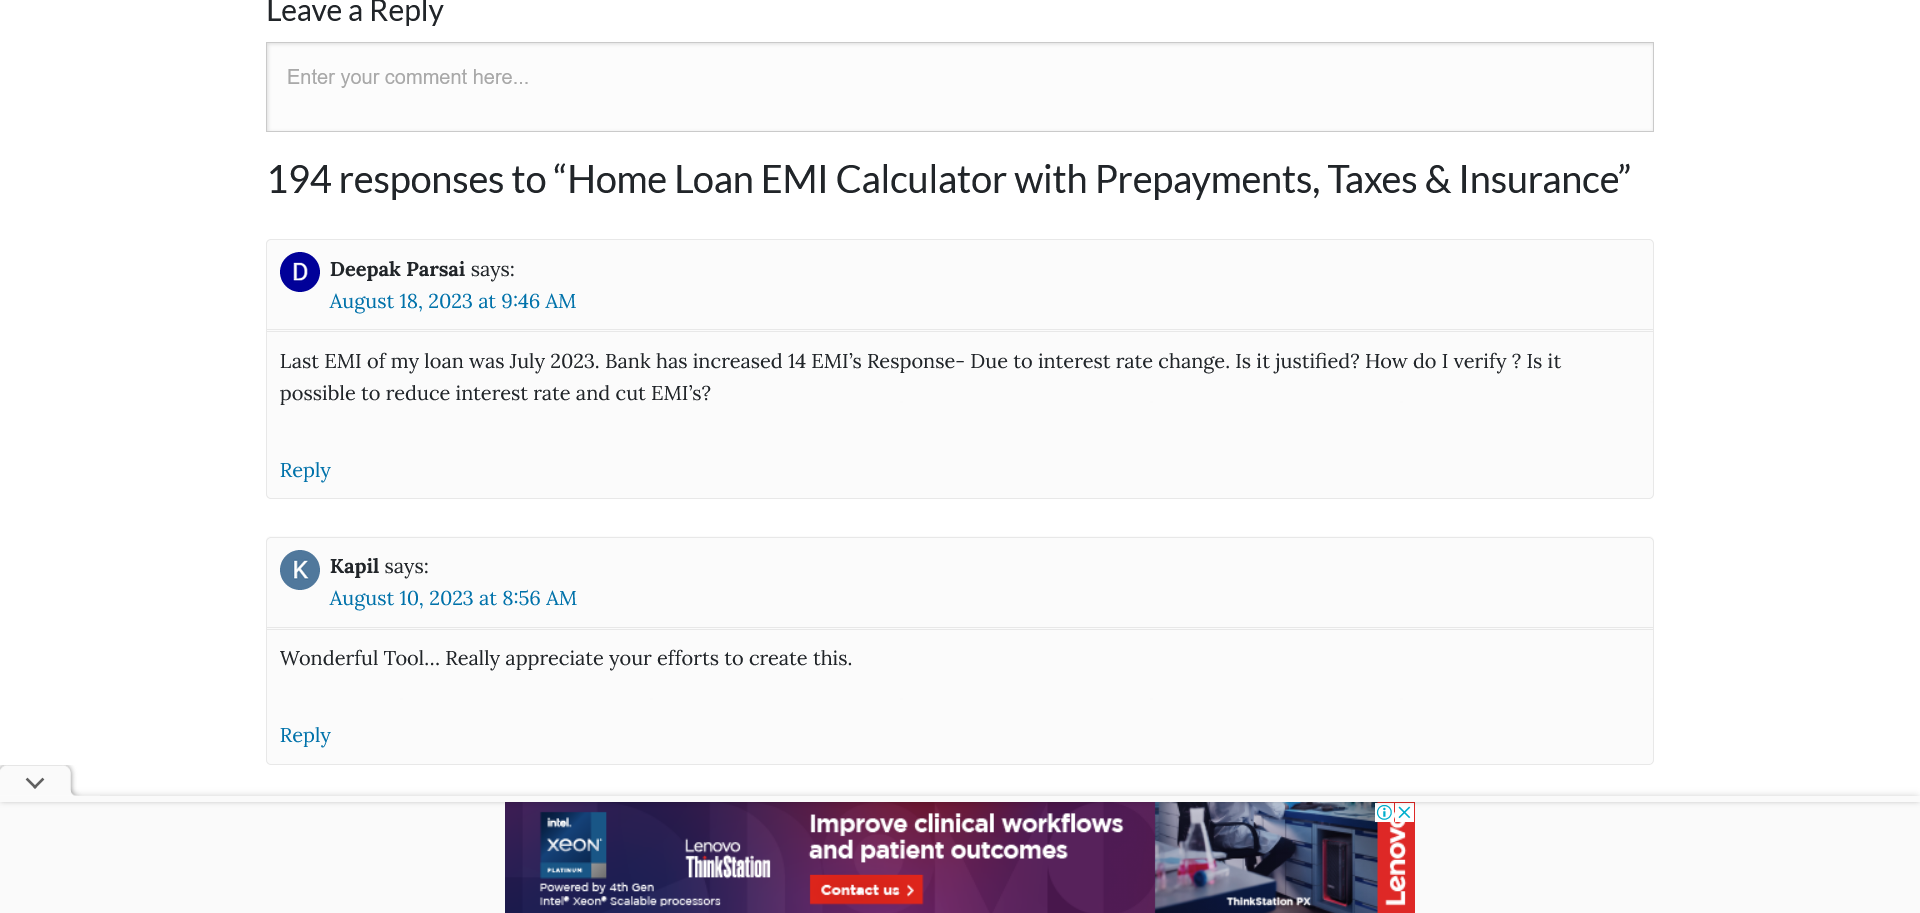 Leave a Reply
Enter your comment here...
194 responses to “Home Loan EMI Calculator with Prepayments, Taxes & Insurance”
D
Deepak Parsai says:
August 18, 2023 at 9:46 AM
Last EMI of my loan was July 2023. Bank has increased 14 EMI’s Response- Due to interest rate change. Is it justified? How do I verify ? Is it
possible to reduce interest rate and cut EMI’s?
Reply
K
Kapil says:
August 10, 2023 at 8:56 AM
Wonderful Tool… Really appreciate your efforts to create this.
Reply
intel.
xeon
PLATINUM
Powered by 4th Gen
Intel® Xeon® Scalable processors
Lenovo
ThinkStation
Improve clinical workflows
and patient outcomes
Contact us
ThinkStation PX
Lenovo